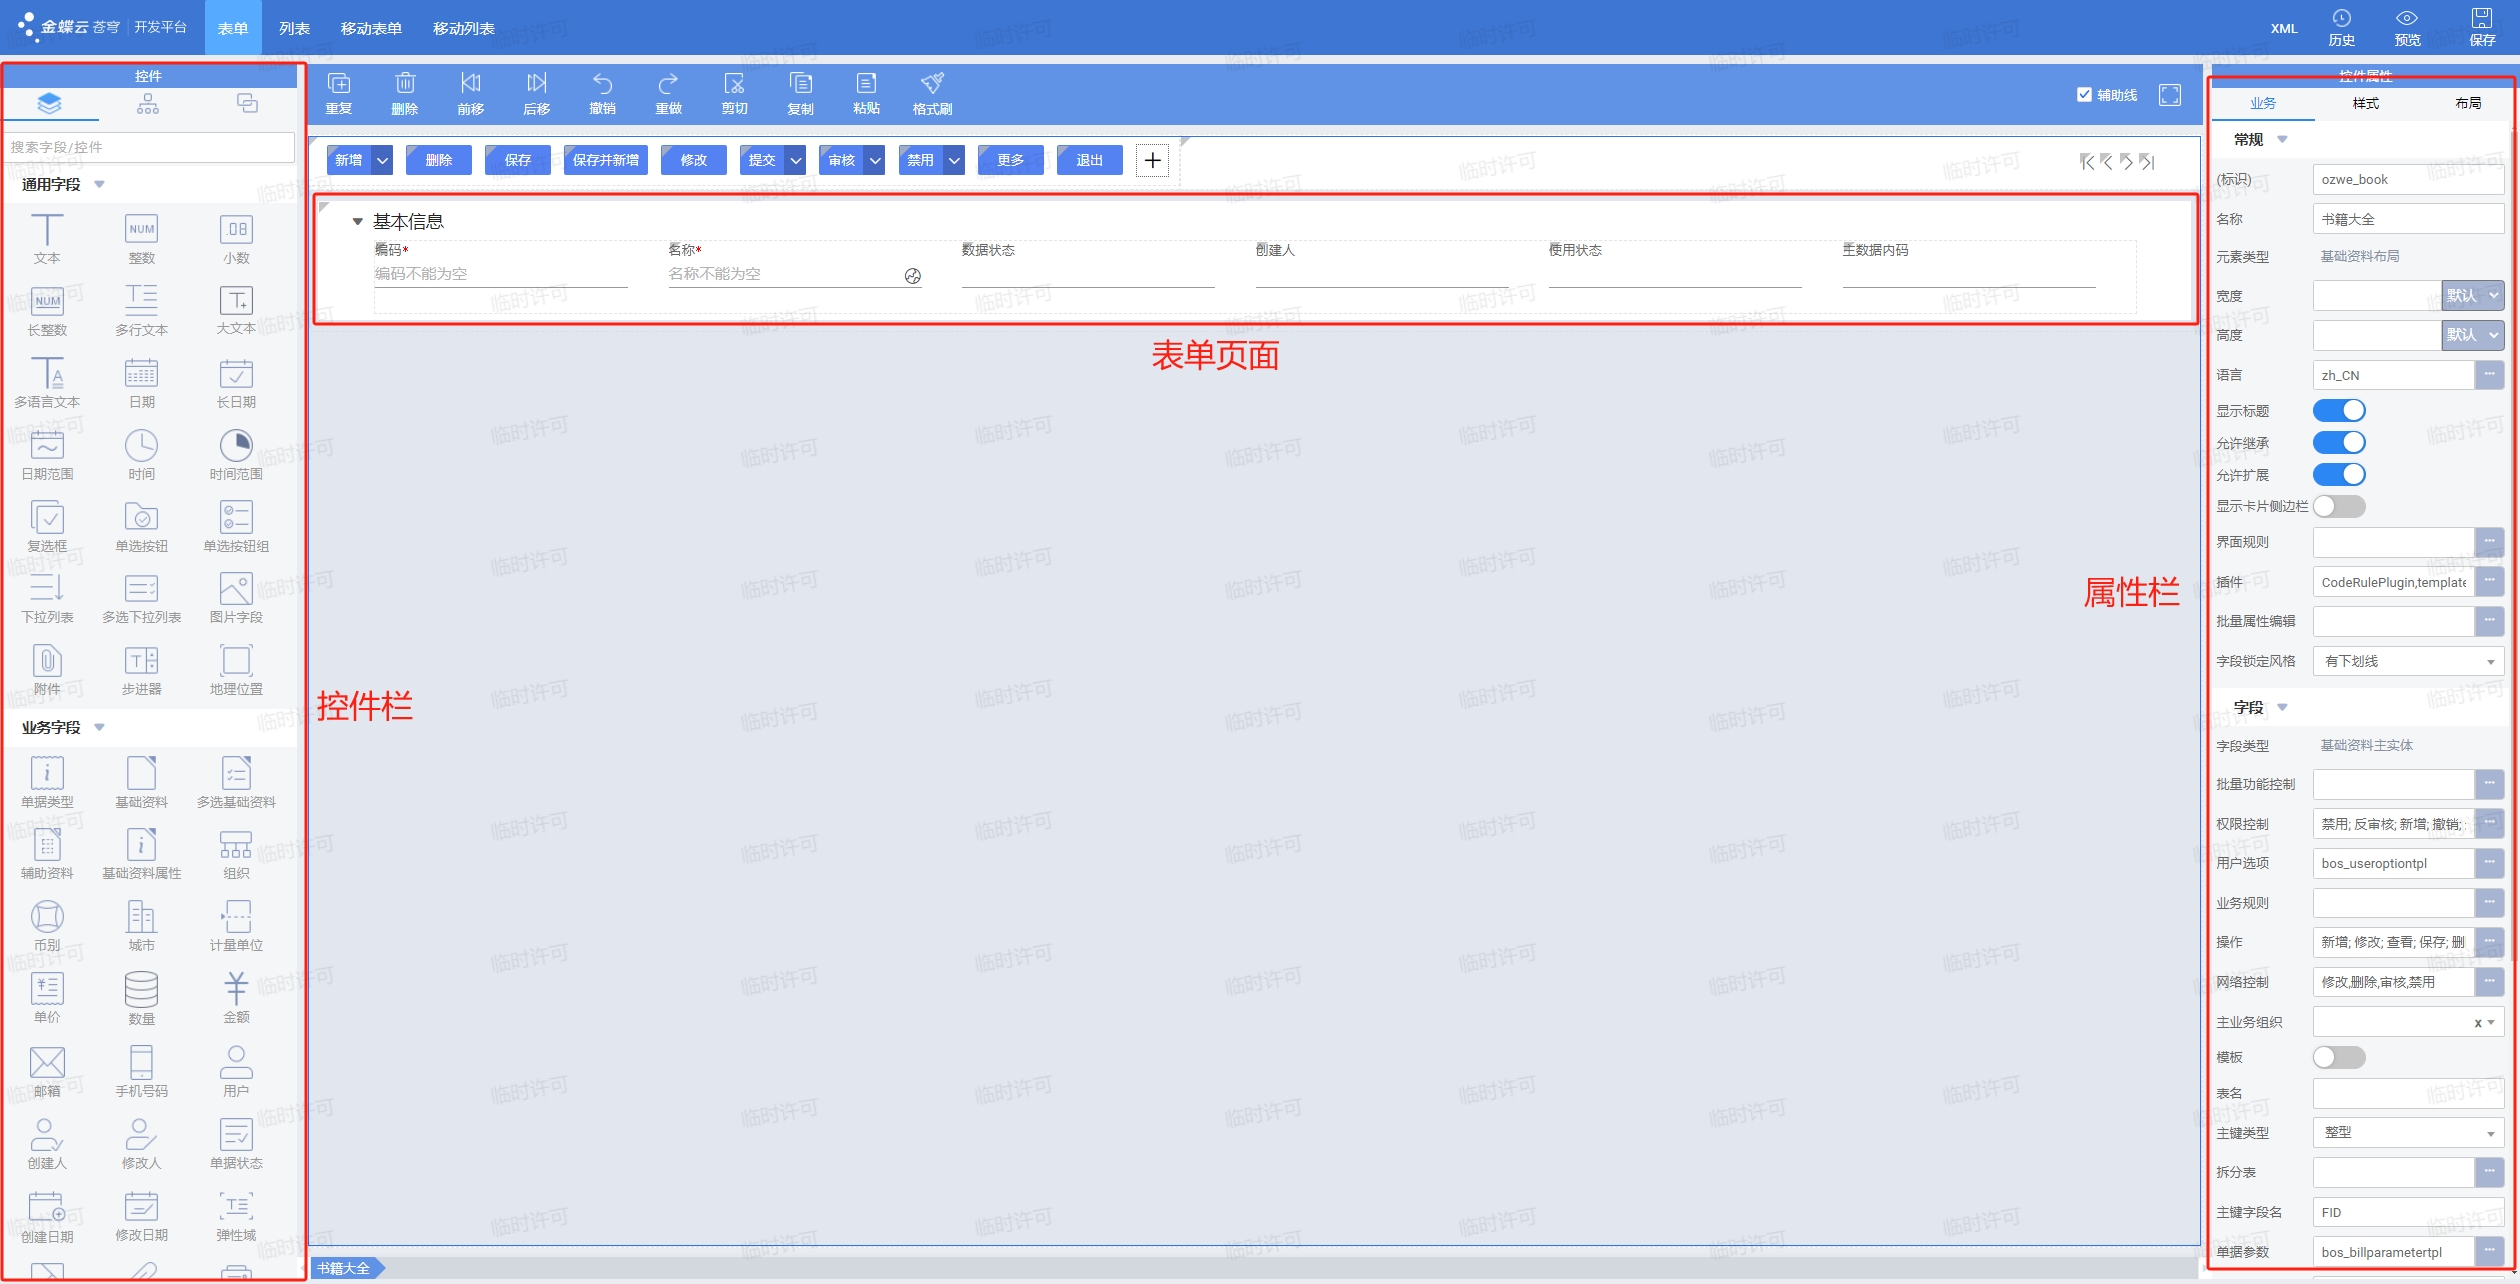 金蝶云 苍穹 开发平台 表单 列表 移动表单 移动列表 XML 历史 预览 保存
控件
搜索字段/控件
通用字段
文本 整数 小数
长整数 多行文本 大文本
多语言文本 日期 长日期
日期范围 时间 时间范围
复选框 单选按钮 单选按钮组
下拉列表 多选下拉列表 图片字段
附件 步进器 地理位置
业务字段
单据类型 基础资料 多选基础资料
辅助资料 基础资料属性 组织
币别 城市 计量单位
单价 数量 金额
邮箱 手机号码 用户
创建人 修改人 单据状态
创建日期 修改日期 弹性域
控件栏
重复 删除 前移 后移 撤销 重做 剪切 复制 粘贴 格式刷 辅助线
新增 删除 保存 保存并新增 修改 提交 审核 禁用 更多 退出
基本信息
编码* 名称* 数据状态 创建人 使用状态 主数据内码
编码不能为空 名称不能为空
表单页面
属性栏
书籍大全
控件属性
业务 样式 布局
常规
(标识) ozwe_book
名称 书籍大全
元素类型 基础资料布局
宽度 默认
高度 默认
语言 zh_CN
显示标题
允许继承
允许扩展
显示卡片侧边栏
界面规则
插件 CodeRulePlugin,template
批量属性编辑
字段锁定风格 有下划线
字段
字段类型 基础资料主实体
批量功能控制
权限控制 禁用; 反审核; 新增; 撤销;
用户选项 bos_useroptiontpl
业务规则
操作 新增; 修改; 查看; 保存; 删
网络控制 修改,删除,审核,禁用
主业务组织 x
模板
表名
主键类型 整型
拆分表
主键字段名 FID
单据参数 bos_billparametertpl
临时许可